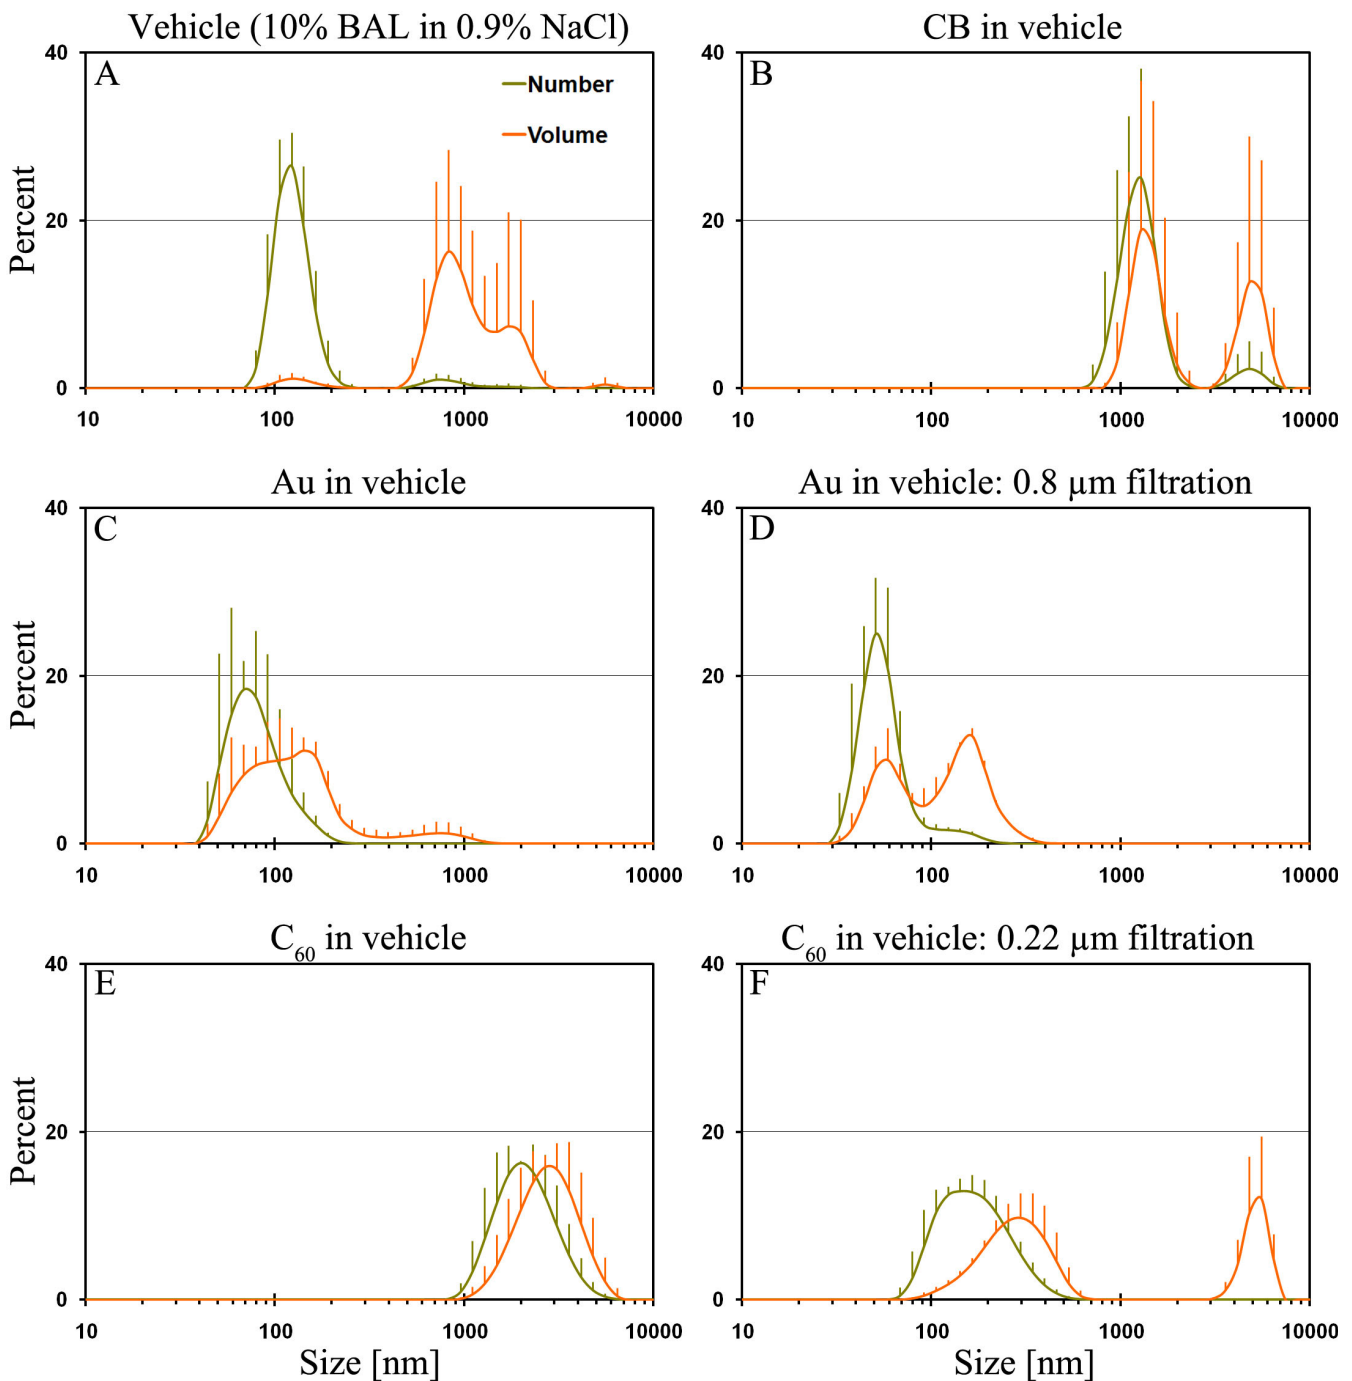 Vehicle (10% BAL in 0.9% NaCl)
CB in vehicle
40
A
Number
Volume
20
0
Percent
10 100 1000 10000
40
B
20
0
10 100 1000 10000
Au in vehicle
Au in vehicle: 0.8 µm filtration
40
C
20
0
Percent
10 100 1000 10000
40
D
20
0
10 100 1000 10000
C60 in vehicle
C60 in vehicle: 0.22 µm filtration
40
E
20
0
Percent
10 100 1000 10000
Size [nm]
40
F
20
0
10 100 1000 10000
Size [nm]